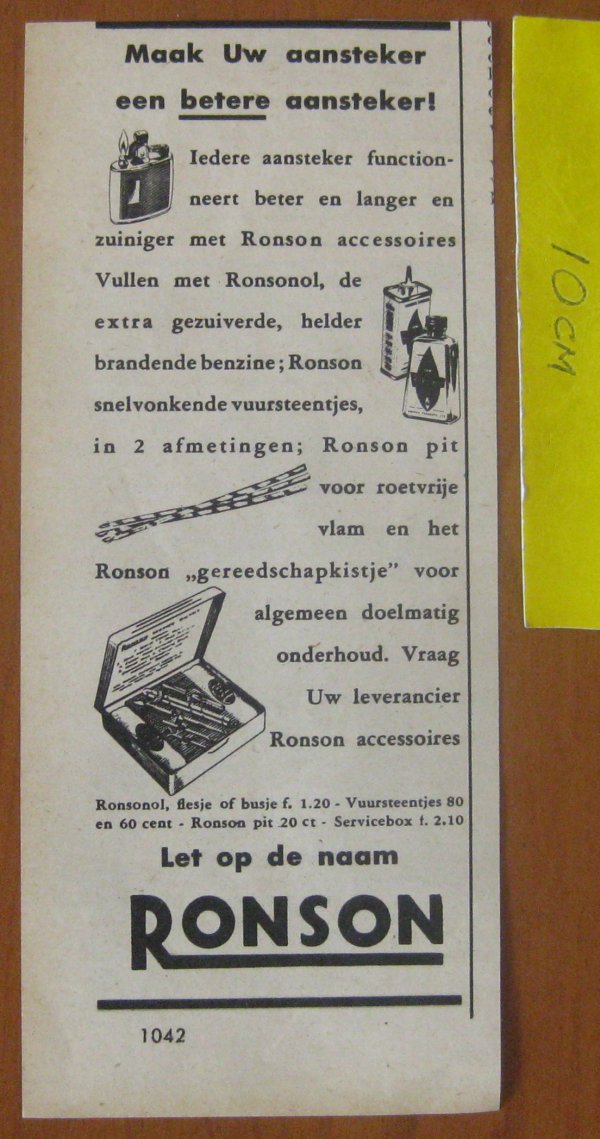 Maak Uw aansteker
een betere aansteker!
Iedere aansteker function-
neert beter en langer en
zuiniger met Ronson accessoires
Vullen met Ronsonol, de
extra gezuiverde, helder
brandende benzine; Ronson
snelvonkende vuursteentjes,
in 2 afmetingen; Ronson pit
voor roetvrije
vlam en het
Ronson „gereedschapkistje” voor
algemeen doelmatig
onderhoud. Vraag
Uw leverancier
Ronson accessoires
Ronsonol, flesje of busje f. 1.20 - Vuursteentjes 80
en 60 cent - Ronson pit 20 ct - Servicebox f. 2.10
Let op de naam
RONSON
1042
10 CM